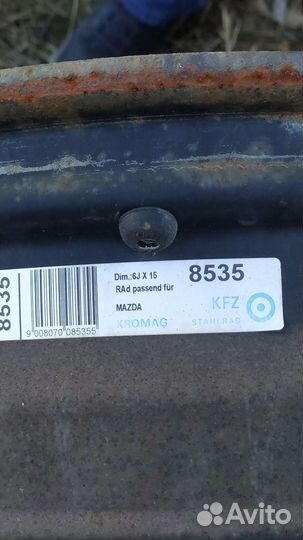 8535
9 008070 085355
Dim.:6J X 15
RAd passend für
MAZDA
KROMAG
8535
KFZ
STAHLRAD
Avito